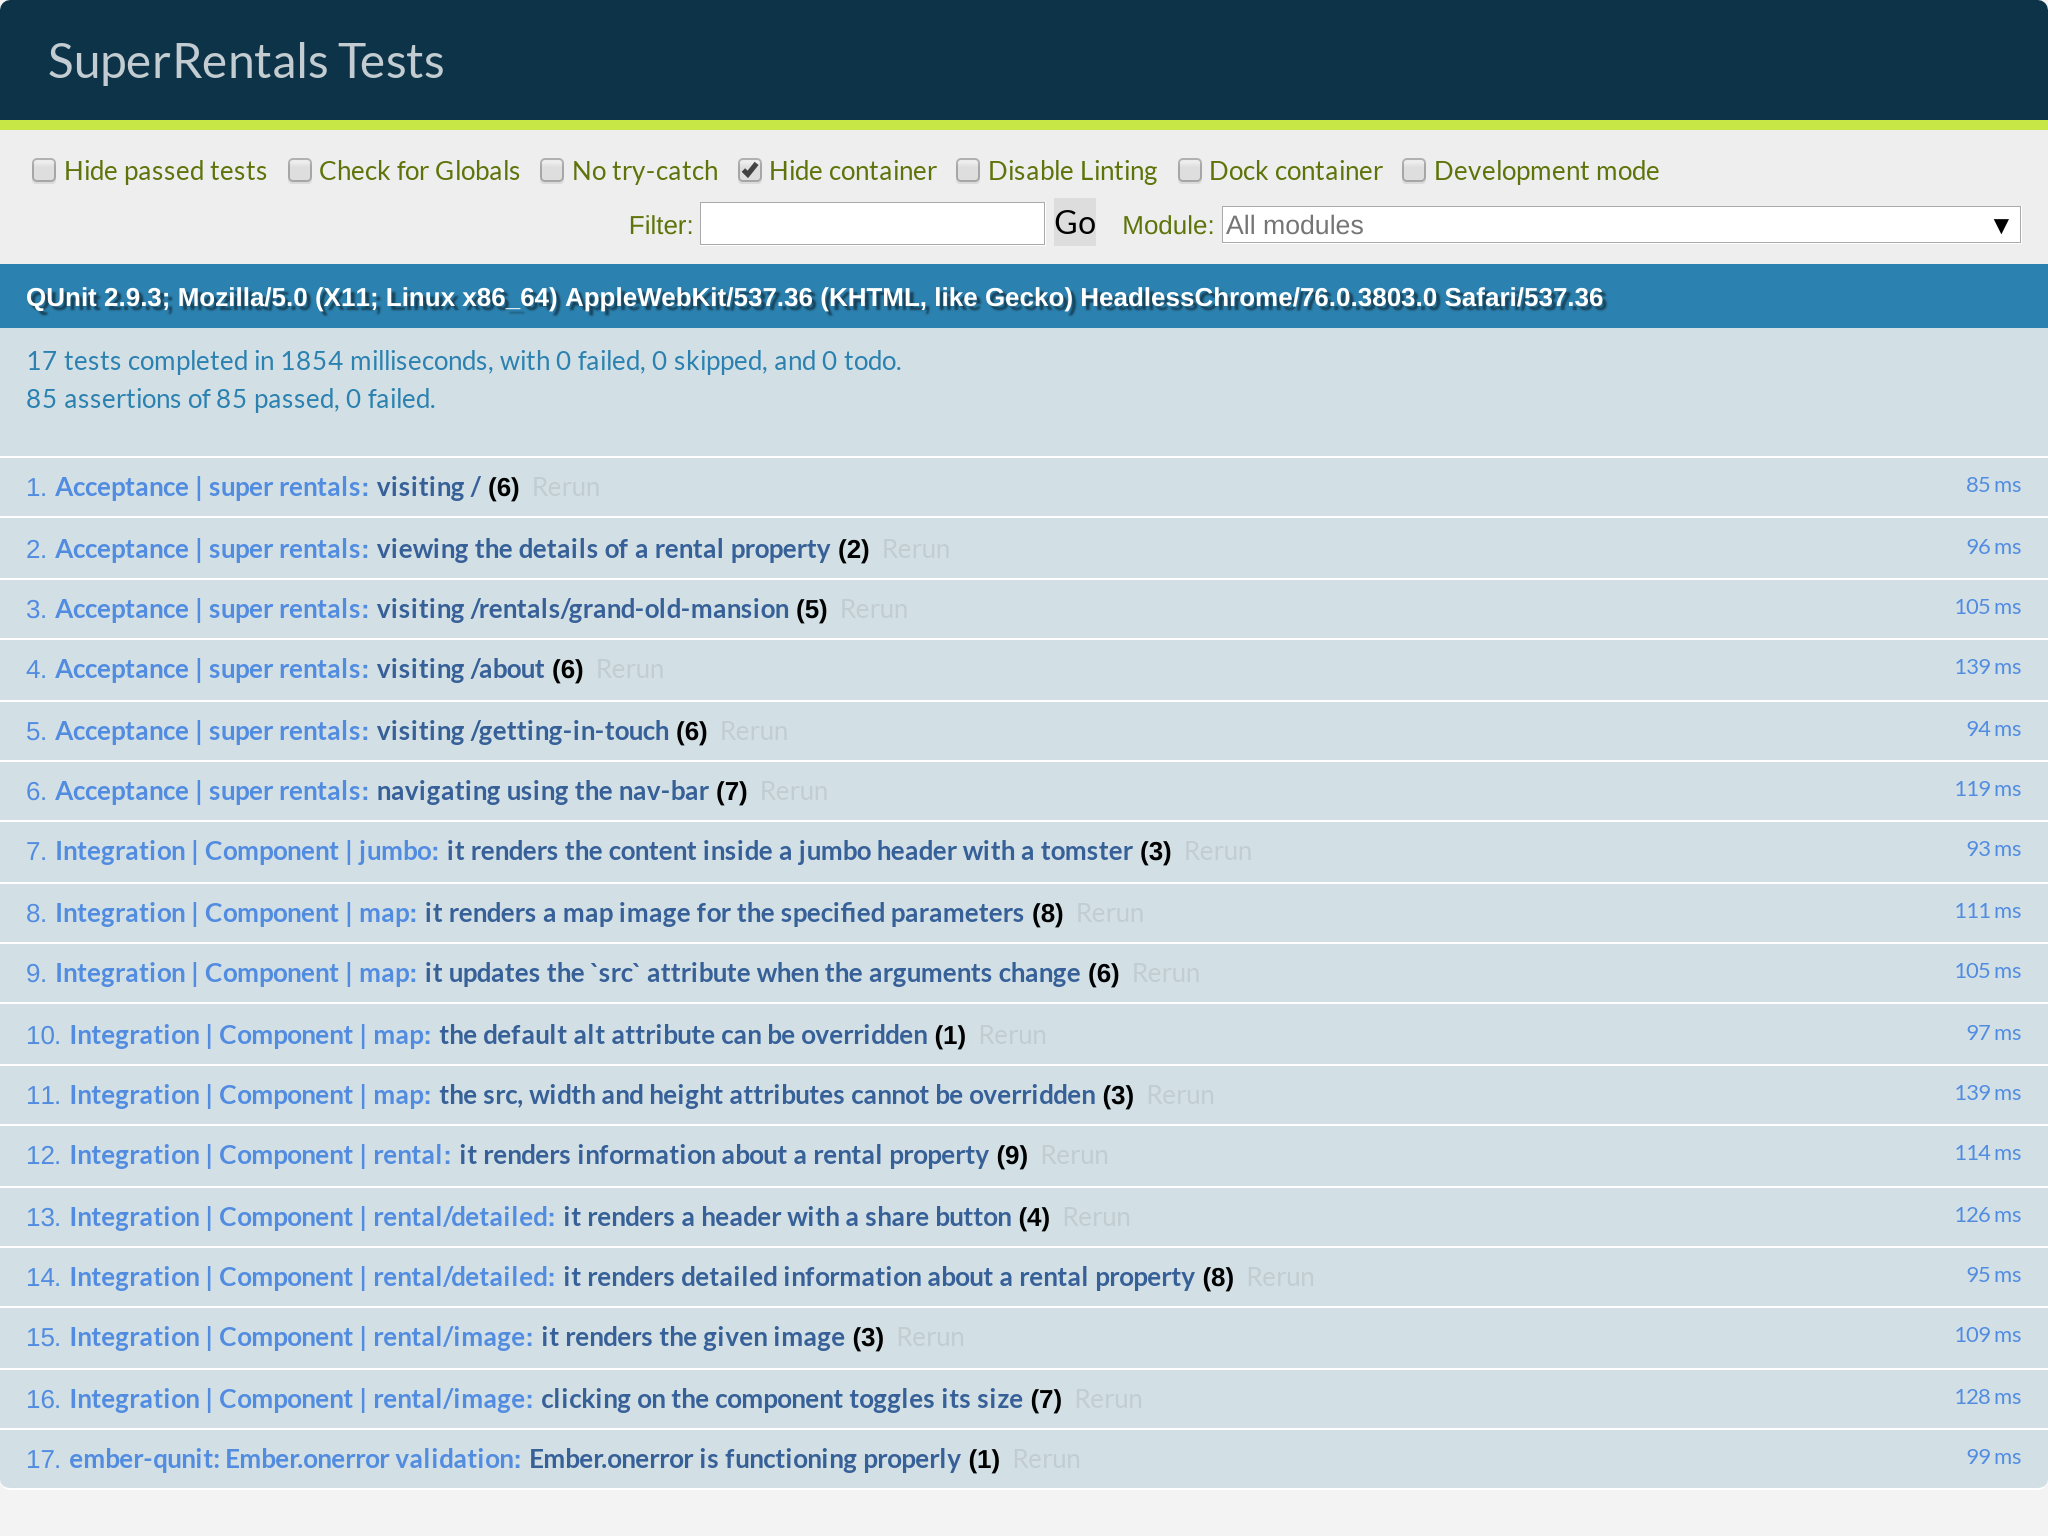 SuperRentals Tests
Hide passed tests Check for Globals No try-catch Hide container Disable Linting Dock container Development mode
Filter: Go Module: All modules ▼
QUnit 2.9.3; Mozilla/5.0 (X11; Linux x86_64) AppleWebKit/537.36 (KHTML, like Gecko) HeadlessChrome/76.0.3803.0 Safari/537.36
17 tests completed in 1854 milliseconds, with 0 failed, 0 skipped, and 0 todo.
85 assertions of 85 passed, 0 failed.
1. Acceptance | super rentals: visiting / (6) Rerun 85 ms
2. Acceptance | super rentals: viewing the details of a rental property (2) Rerun 96 ms
3. Acceptance | super rentals: visiting /rentals/grand-old-mansion (5) Rerun 105 ms
4. Acceptance | super rentals: visiting /about (6) Rerun 139 ms
5. Acceptance | super rentals: visiting /getting-in-touch (6) Rerun 94 ms
6. Acceptance | super rentals: navigating using the nav-bar (7) Rerun 119 ms
7. Integration | Component | jumbo: it renders the content inside a jumbo header with a tomster (3) Rerun 93 ms
8. Integration | Component | map: it renders a map image for the specified parameters (8) Rerun 111 ms
9. Integration | Component | map: it updates the `src` attribute when the arguments change (6) Rerun 105 ms
10. Integration | Component | map: the default alt attribute can be overridden (1) Rerun 97 ms
11. Integration | Component | map: the src, width and height attributes cannot be overridden (3) Rerun 139 ms
12. Integration | Component | rental: it renders information about a rental property (9) Rerun 114 ms
13. Integration | Component | rental/detailed: it renders a header with a share button (4) Rerun 126 ms
14. Integration | Component | rental/detailed: it renders detailed information about a rental property (8) Rerun 95 ms
15. Integration | Component | rental/image: it renders the given image (3) Rerun 109 ms
16. Integration | Component | rental/image: clicking on the component toggles its size (7) Rerun 128 ms
17. ember-qunit: Ember.onerror validation: Ember.onerror is functioning properly (1) Rerun 99 ms